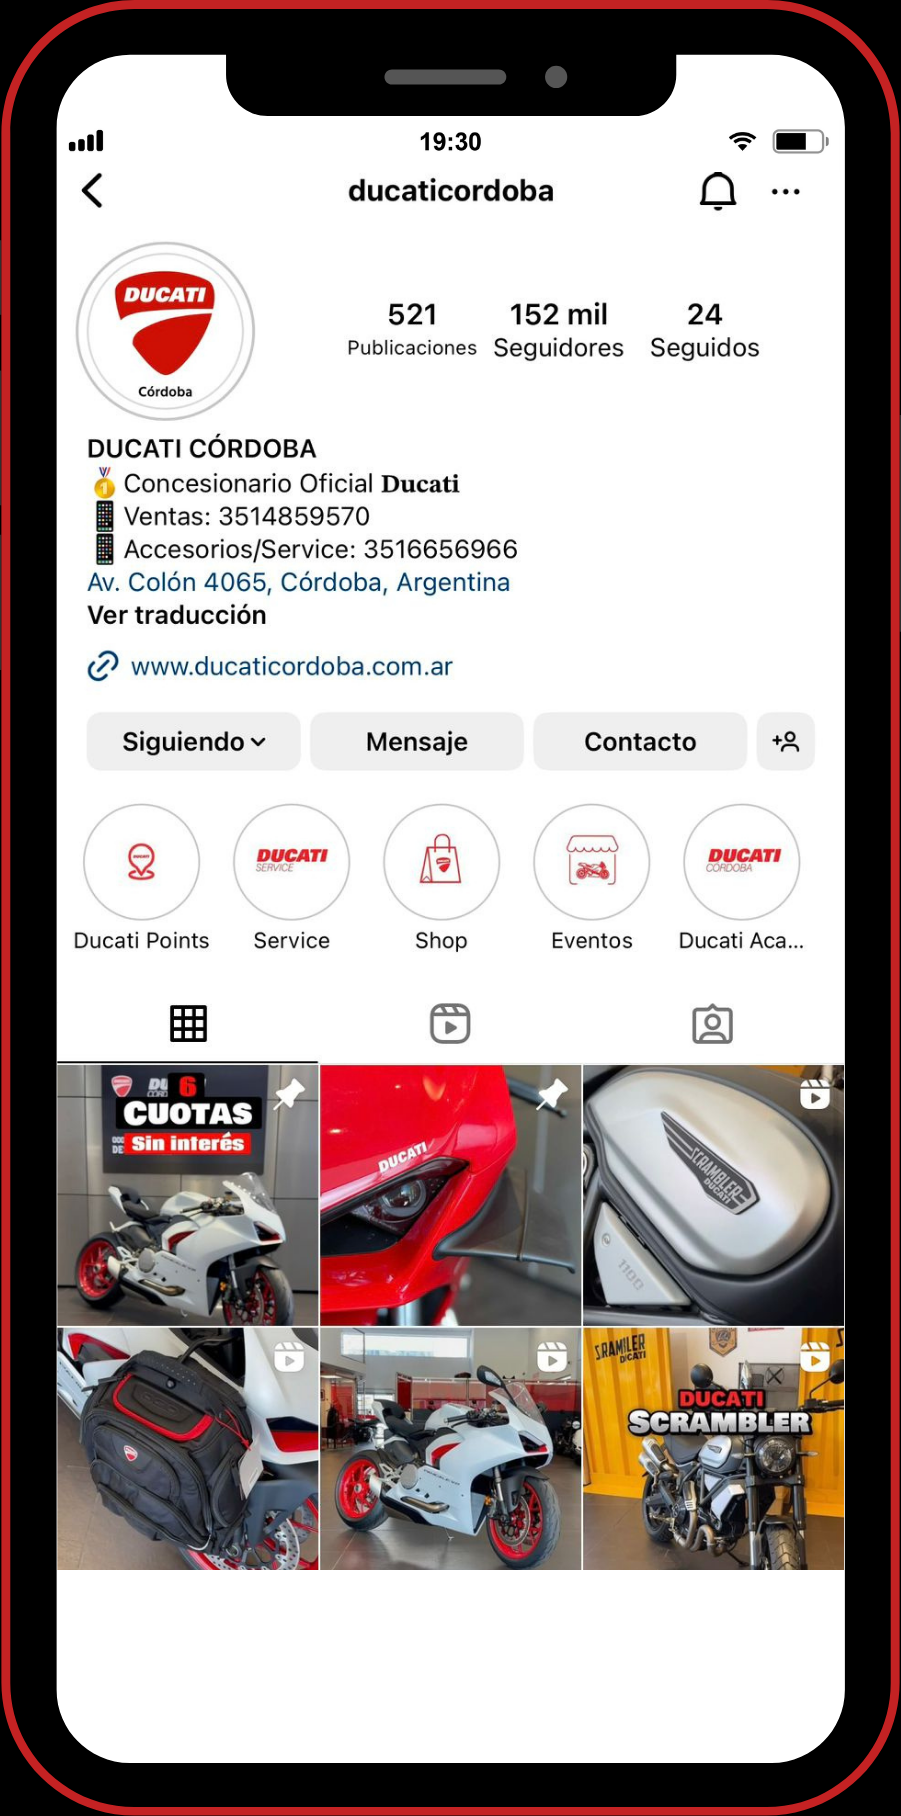 19:30
ducaticordoba
DUCATI
Córdoba
521
Publicaciones
152 mil
Seguidores
24
Seguidos
DUCATI CÓRDOBA
Concesionario Oficial Ducati
Ventas: 3514859570
Accesorios/Service: 3516656966
Av. Colón 4065, Córdoba, Argentina
Ver traducción
www.ducaticordoba.com.ar
Siguiendo
Mensaje
Contacto
DUCATI
SERVICE
DUCATI
CÓRDOBA
Ducati Points
Service
Shop
Eventos
Ducati Aca...
6
CUOTAS
Sin interés
DUCATI
SCRAMBLER
DUCATI
1100
DUCATI
DUCATI
SCRAMBLER